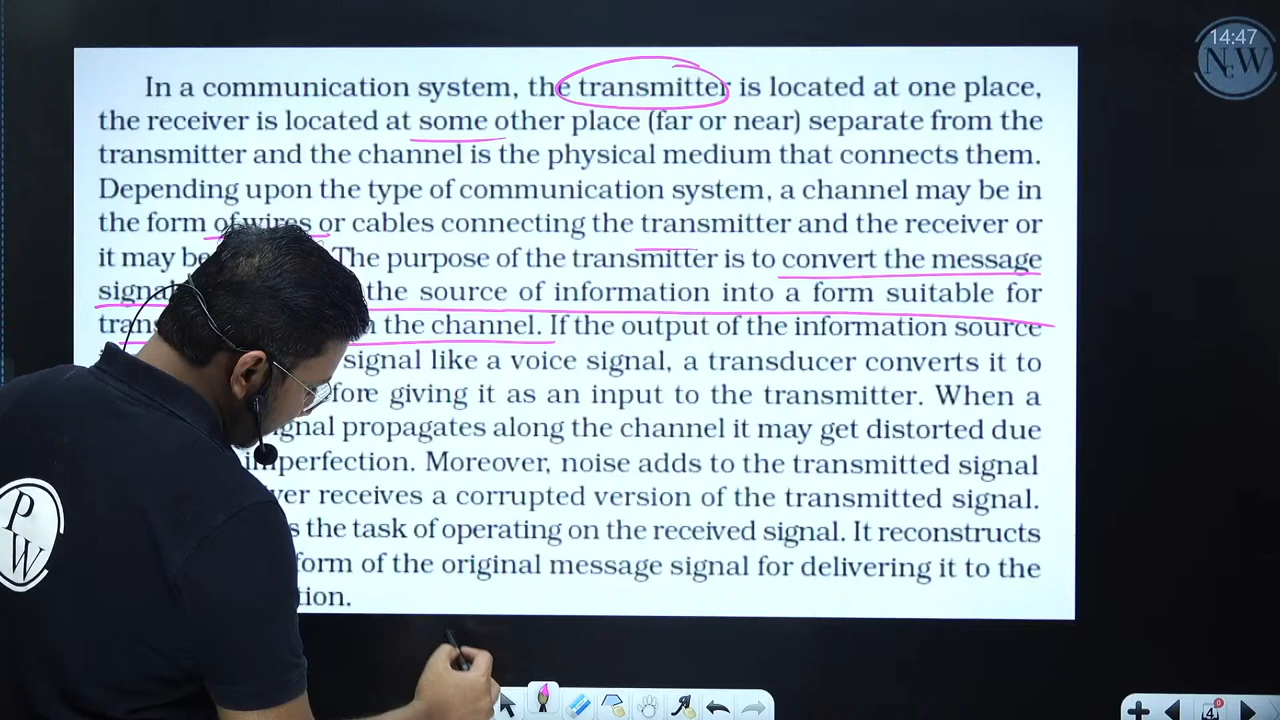 14:47
NCW
In a communication system, the transmitter is located at one place,
the receiver is located at some other place (far or near) separate from the
transmitter and the channel is the physical medium that connects them.
Depending upon the type of communication system, a channel may be in
the form of wires or cables connecting the transmitter and the receiver or
it may be The purpose of the transmitter is to convert the message
the source of information into a form suitable for
the channel. If the output of the information source
signal like a voice signal, a transducer converts it to
giving it as an input to the transmitter. When a
propagates along the channel it may get distorted due
imperfection. Moreover, noise adds to the transmitted signal
receives a corrupted version of the transmitted signal.
the task of operating on the received signal. It reconstructs
form of the original message signal for delivering it to the
PW
4